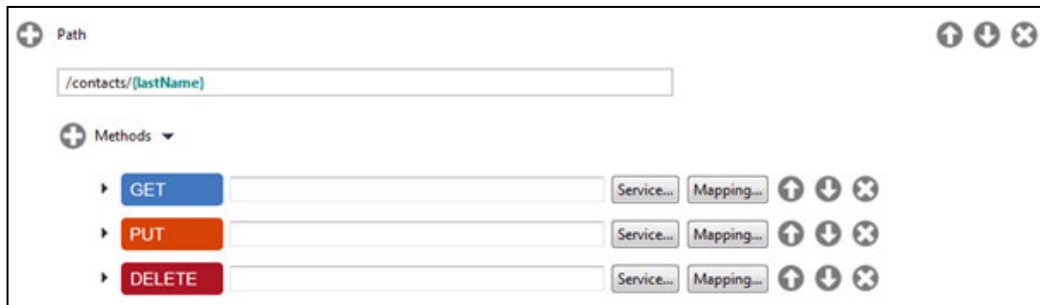 Path
/contacts/{lastName}
Methods
GET Service... Mapping...
PUT Service... Mapping...
DELETE Service... Mapping...